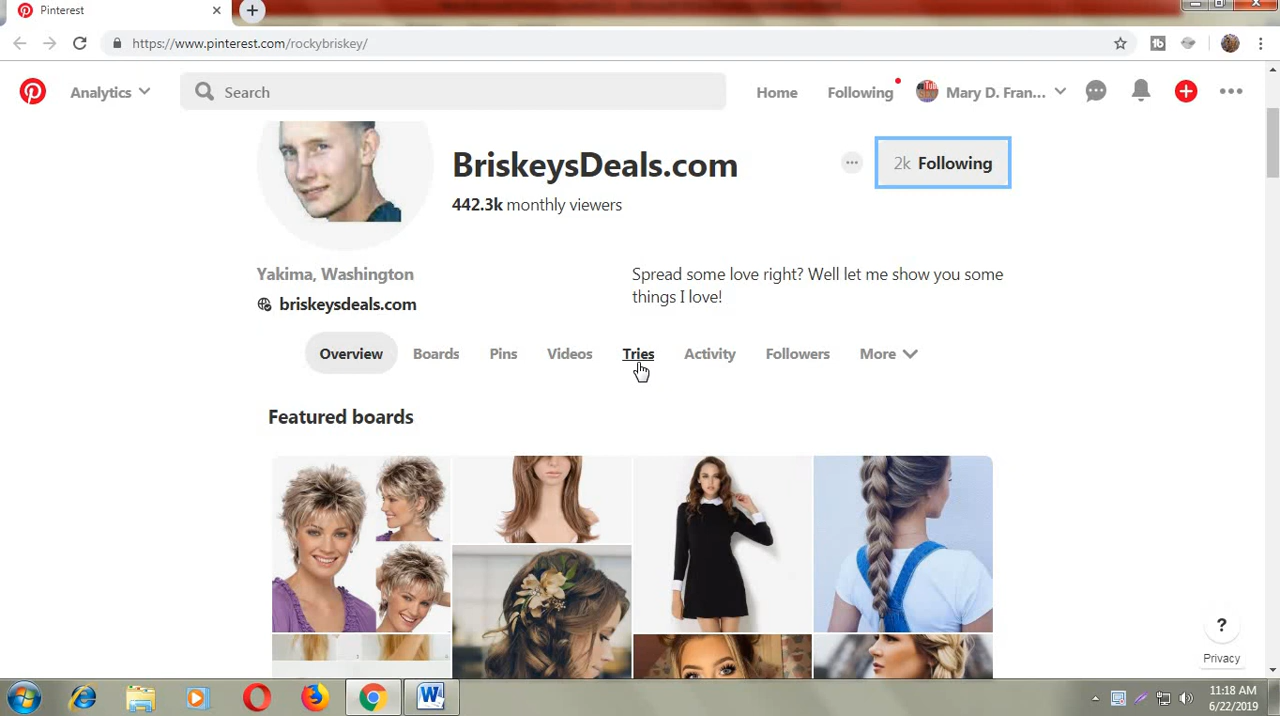 Pinterest
https://www.pinterest.com/rockybriskey/
Analytics
Search
Home
Following
Mary D. Fran...
BriskeysDeals.com
2k Following
442.3k monthly viewers
Yakima, Washington
briskeysdeals.com
Spread some love right? Well let me show you some
things I love!
Overview
Boards
Pins
Videos
Tries
Activity
Followers
More
Featured boards
?
Privacy
11:18 AM
6/22/2019